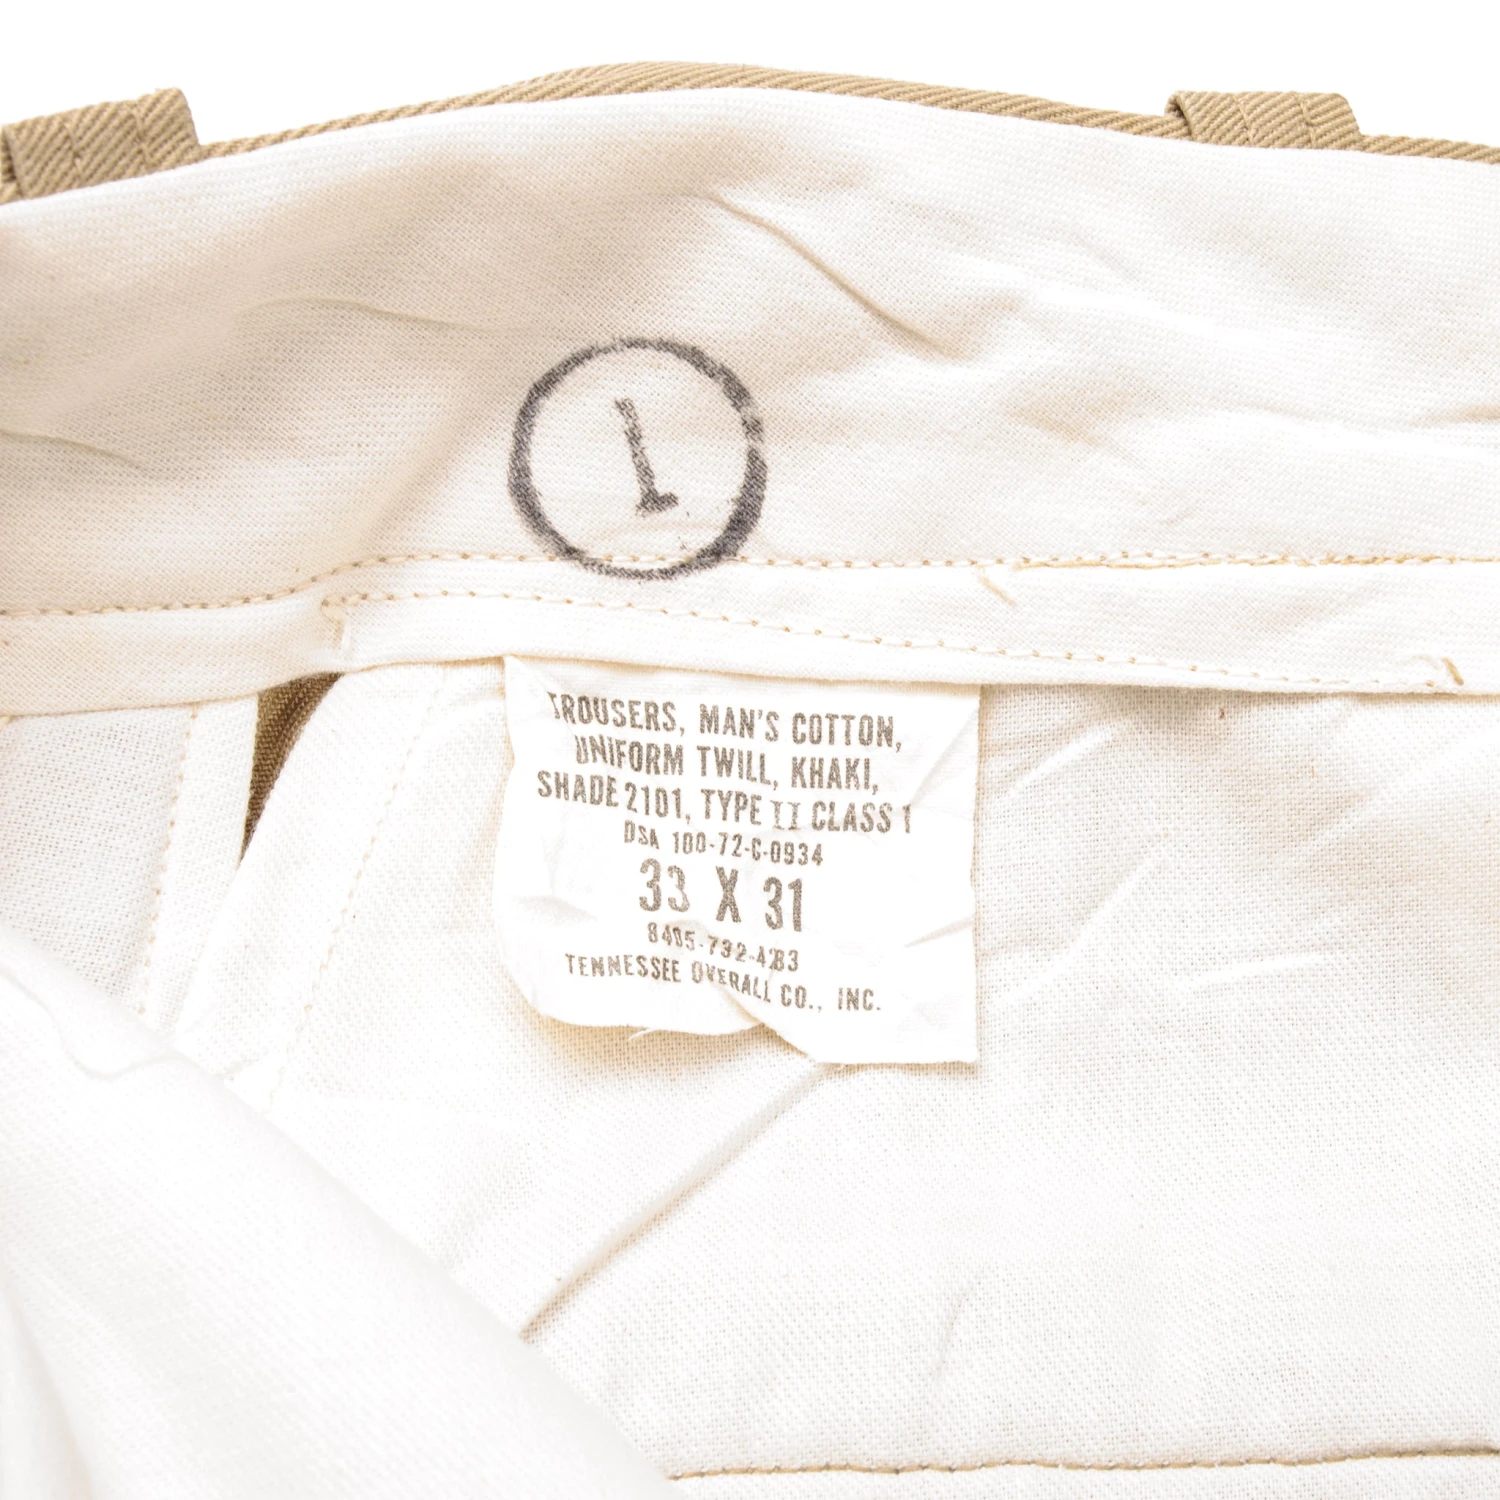 1
TROUSERS, MAN'S COTTON,
UNIFORM TWILL, KHAKI,
SHADE 2101, TYPE II CLASS 1
DSA 100-72-C-0934
33 X 31
8405-732-4283
TENNESSEE OVERALL CO., INC.